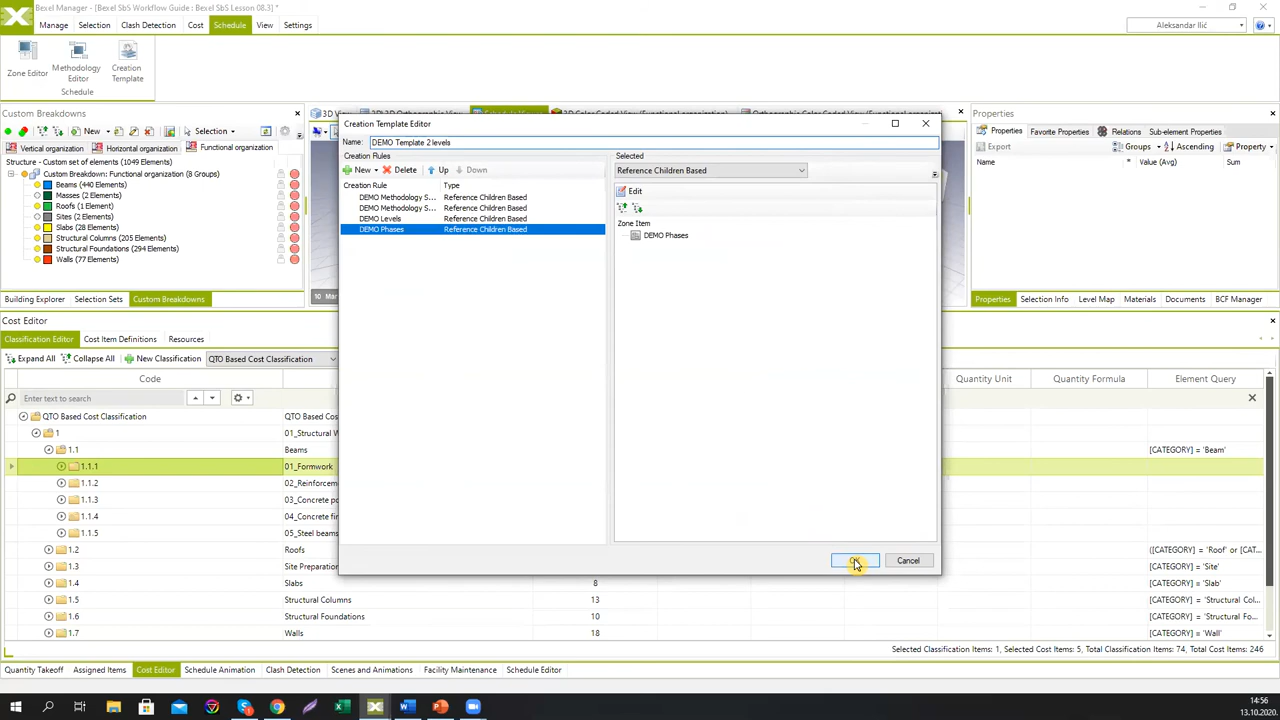 Bexel Manager | Bexel SbS Workflow Guide : Bexel SbS Lesson 08.3]
Manage Selection Clash Detection Cost Schedule View Settings
Aleksandar Ilić
Zone Editor
Methodology Editor
Creation Template
Schedule
Custom Breakdowns
New Selection
Vertical organization Horizontal organization Functional organization
Structure - Custom set of elements (1049 Elements)
Custom Breakdown: Functional organization (8 Groups)
Beams (440 Elements)
Masses (2 Elements)
Roofs (1 Element)
Sites (2 Elements)
Slabs (28 Elements)
Structural Columns (205 Elements)
Structural Foundations (294 Elements)
Walls (77 Elements)
Building Explorer Selection Sets Custom Breakdowns
Creation Template Editor
Name: DEMO Template 2 levels
Creation Rules
New Delete Up Down
Creation Rule Type
DEMO Methodology S... Reference Children Based
DEMO Methodology S... Reference Children Based
DEMO Levels Reference Children Based
DEMO Phases Reference Children Based
Selected
Reference Children Based
Edit
Zone Item
DEMO Phases
OK Cancel
Properties
Properties Favorite Properties Relations Sub-element Properties
Export Groups Ascending Property
Name Value (Avg) Sum
Properties Selection Info Level Map Materials Documents BCF Manager
Cost Editor
Classification Editor Cost Item Definitions Resources
Expand All Collapse All New Classification QTO Based Cost Classification
Code Quantity Unit Quantity Formula Element Query
Enter text to search
QTO Based Cost Classification QTO Based Cost Classif
1 01_Structural W
1.1 Beams [CATEGORY] = 'Beam'
1.1.1 01_Formwork
1.1.2 02_Reinforceme
1.1.3 03_Concrete po
1.1.4 04_Concrete fir
1.1.5 05_Steel beams
1.2 Roofs ([CATEGORY] = 'Roof' or [CAT...
1.3 Site Preparation [CATEGORY] = 'Site'
1.4 Slabs 8 [CATEGORY] = 'Slab'
1.5 Structural Columns 13 [CATEGORY] = 'Structural Col...
1.6 Structural Foundations 10 [CATEGORY] = 'Structural Fo...
1.7 Walls 18 [CATEGORY] = 'Wall'
Selected Classification Items: 1, Selected Cost Items: 5, Total Classification Items: 74, Total Cost Items: 246
Quantity Takeoff Assigned Items Cost Editor Schedule Animation Clash Detection Scenes and Animations Facility Maintenance Schedule Editor
14:56
13.10.2020.